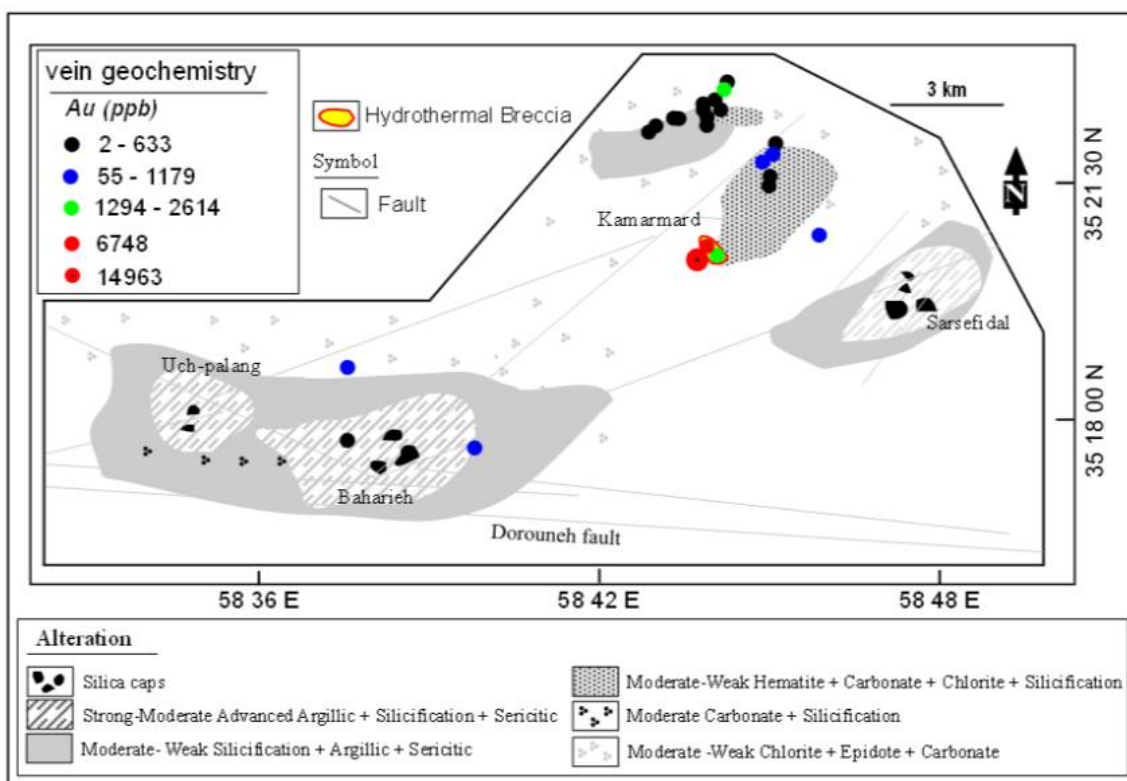 vein geochemistry
Au (ppb)
2 - 633
55 - 1179
1294 - 2614
6748
14963
Hydrothermal Breccia
Symbol
Fault
3 km
N
Kamarmard
Sarsefidal
Uch-palang
Baharieh
Dorouneh fault
35 21 30 N
35 18 00 N
58 36 E
58 42 E
58 48 E
Alteration
Silica caps
Strong-Moderate Advanced Argillic + Silicification + Sericitic
Moderate- Weak Silicification + Argillic + Sericitic
Moderate-Weak Hematite + Carbonate + Chlorite + Silicification
Moderate Carbonate + Silicification
Moderate -Weak Chlorite + Epidote + Carbonate